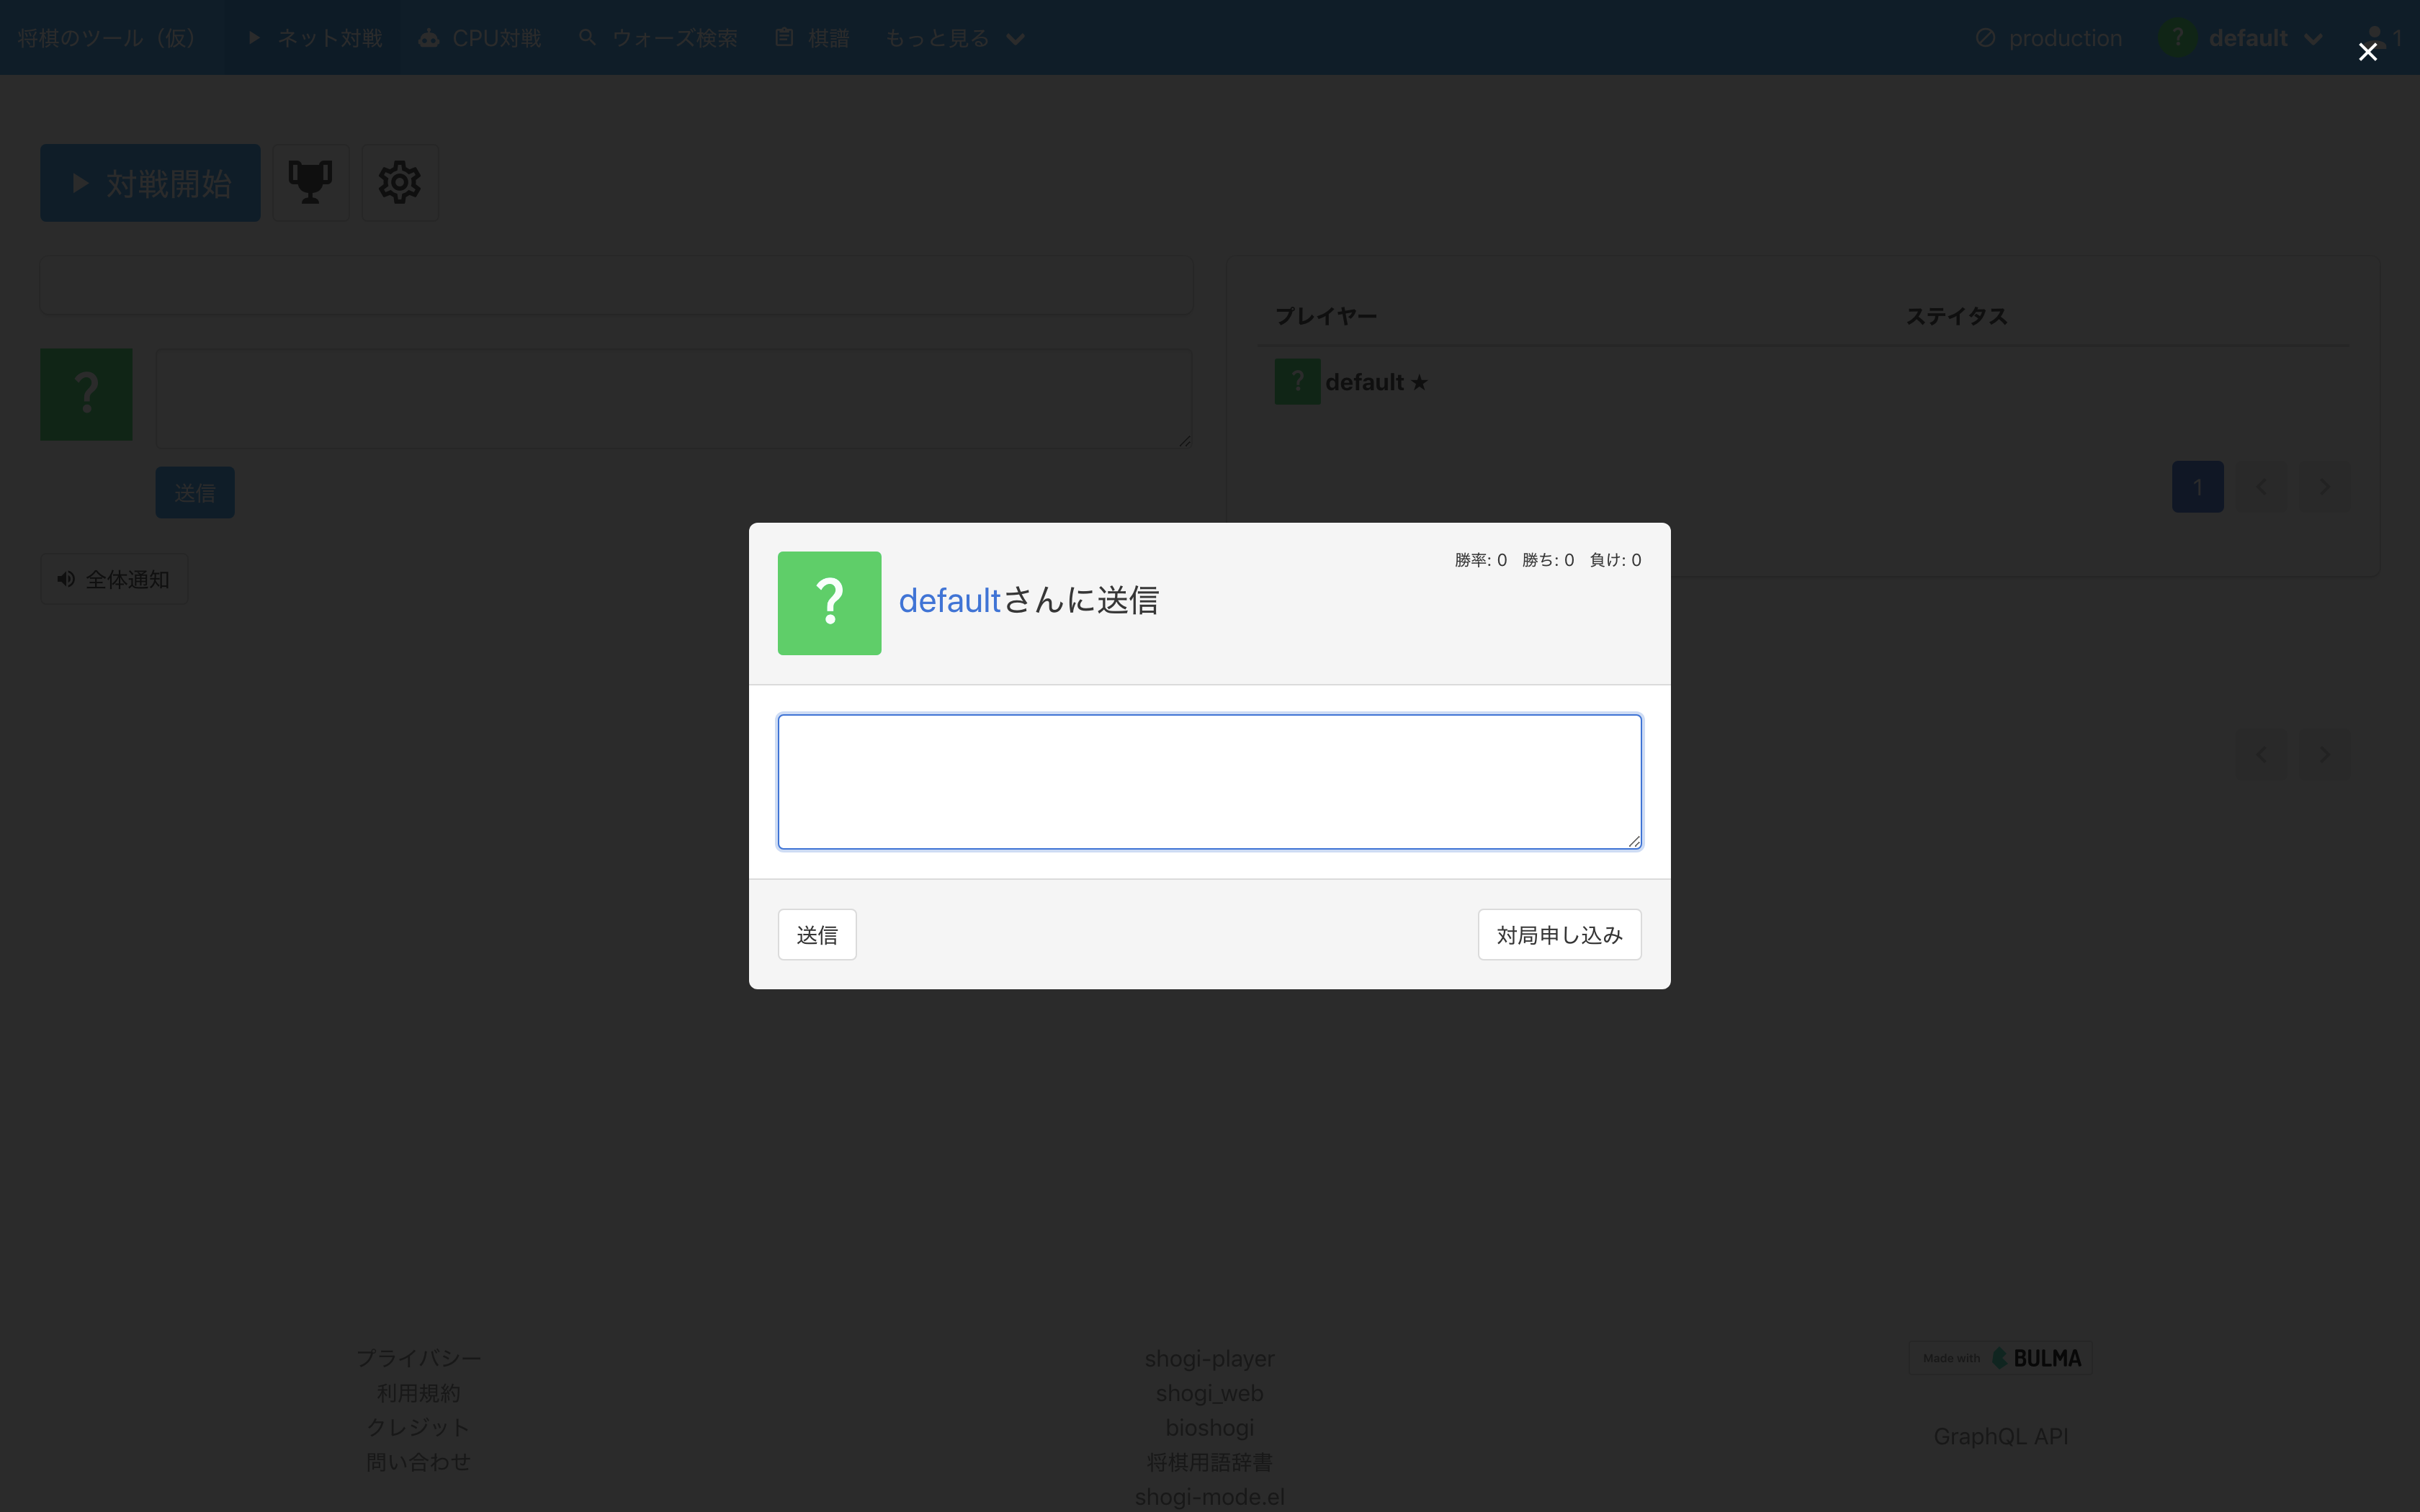 将棋のツール（仮） ネット対戦 CPU対戦 ウォーズ検索 棋譜 もっと見る production ? default 1
対戦開始
プレイヤー ステイタス
? ? default ★
送信 1
全体通知
? defaultさんに送信 勝率: 0 勝ち: 0 負け: 0
送信 対局申し込み
プライバシー
利用規約
クレジット
問い合わせ
shogi-player
shogi_web
bioshogi
将棋用語辞書
shogi-mode.el
Made with BULMA
GraphQL API